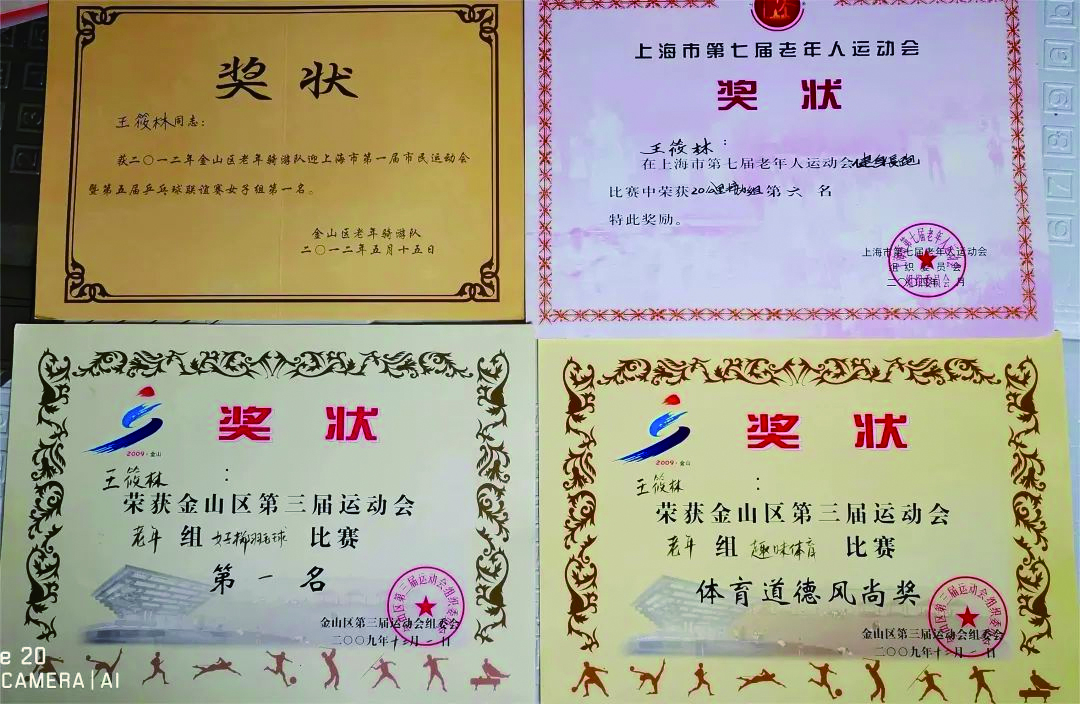 奖状
王筱林同志：
获二〇一二年金山区老年骑游队迎上海市第一届市民运动会
暨第五届乒乓球联谊赛女子组第一名。
金山区老年骑游队
二〇一二年五月十五日
上海市第七届老年人运动会
奖状
王筱林：
在上海市第七届老年人运动会
比赛中荣获20公里 组第六名
特此奖励。
上海市第七届老年人运动会
组织委员会
奖状
2009·金山
王筱林：
荣获金山区第三届运动会
老年组 羽毛球比赛
第一名
金山区第三届运动会组委会
二〇〇九年十一月一日
奖状
2009·金山
王筱林：
荣获金山区第三届运动会
老年组趣味体育比赛
体育道德风尚奖
金山区第三届运动会组委会
二〇〇九年十一月一日
e 20
CAMERA | AI